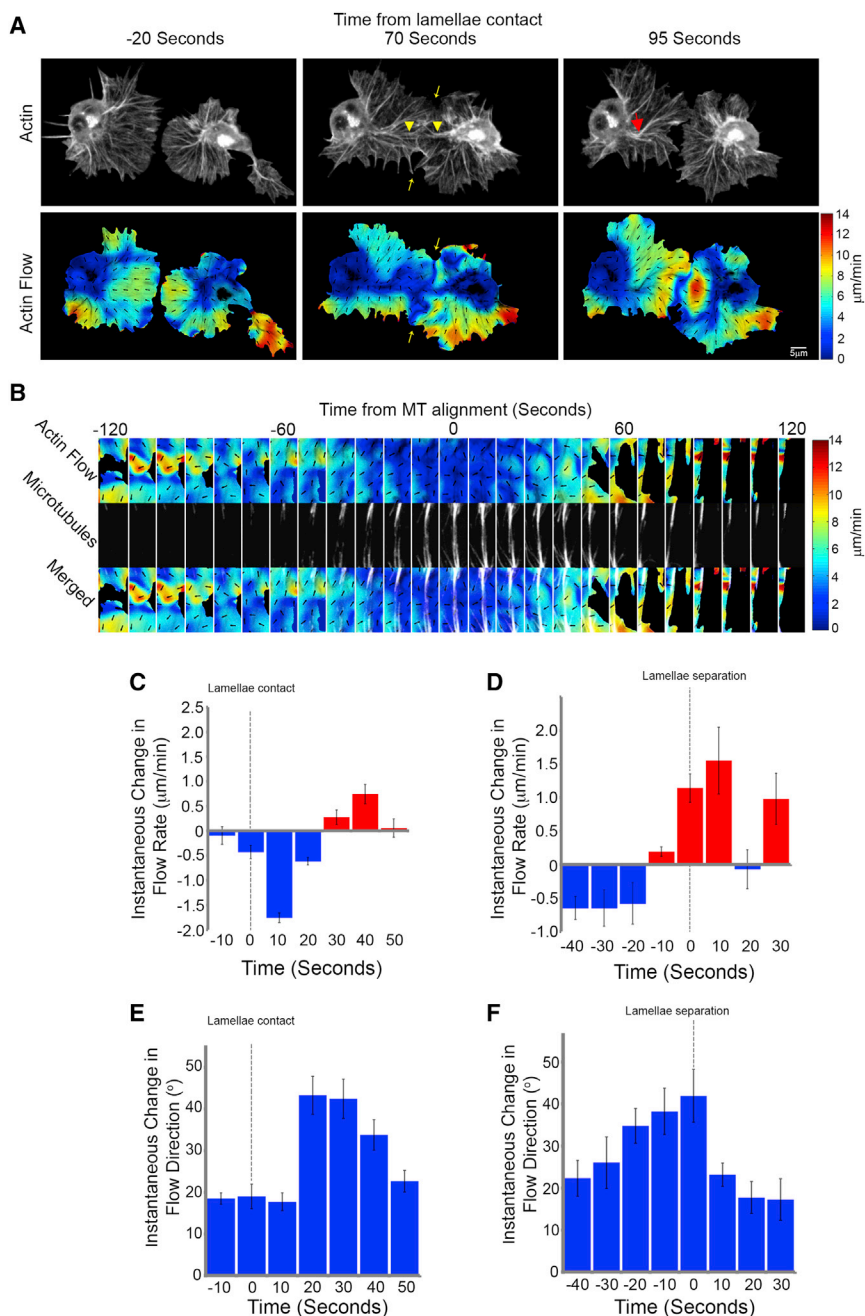 A
Time from lamellae contact
-20 Seconds
70 Seconds
95 Seconds
Actin
Actin Flow
14
12
10
8
6
4
2
0
μm/min
5μm
B
Time from MT alignment (Seconds)
-120
-60
0
60
120
Actin Flow
Microtubules
Merged
14
12
10
8
6
4
2
0
μm/min
C
Lamellae contact
2.5
2.0
1.5
1.0
0.5
0
-0.5
-1.0
-1.5
-2.0
Instantaneous Change in
Flow Rate (μm/min)
-10 0 10 20 30 40 50
Time (Seconds)
D
Lamellae separation
2.0
1.5
1.0
0.5
0
-0.5
-1.0
Instantaneous Change in
Flow Rate (μm/min)
-40 -30 -20 -10 0 10 20 30
Time (Seconds)
E
Lamellae contact
50
40
30
20
10
0
Instantaneous Change in
Flow Direction (°)
-10 0 10 20 30 40 50
Time (Seconds)
F
Lamellae separation
50
40
30
20
10
0
Instantaneous Change in
Flow Direction (°)
-40 -30 -20 -10 0 10 20 30
Time (Seconds)